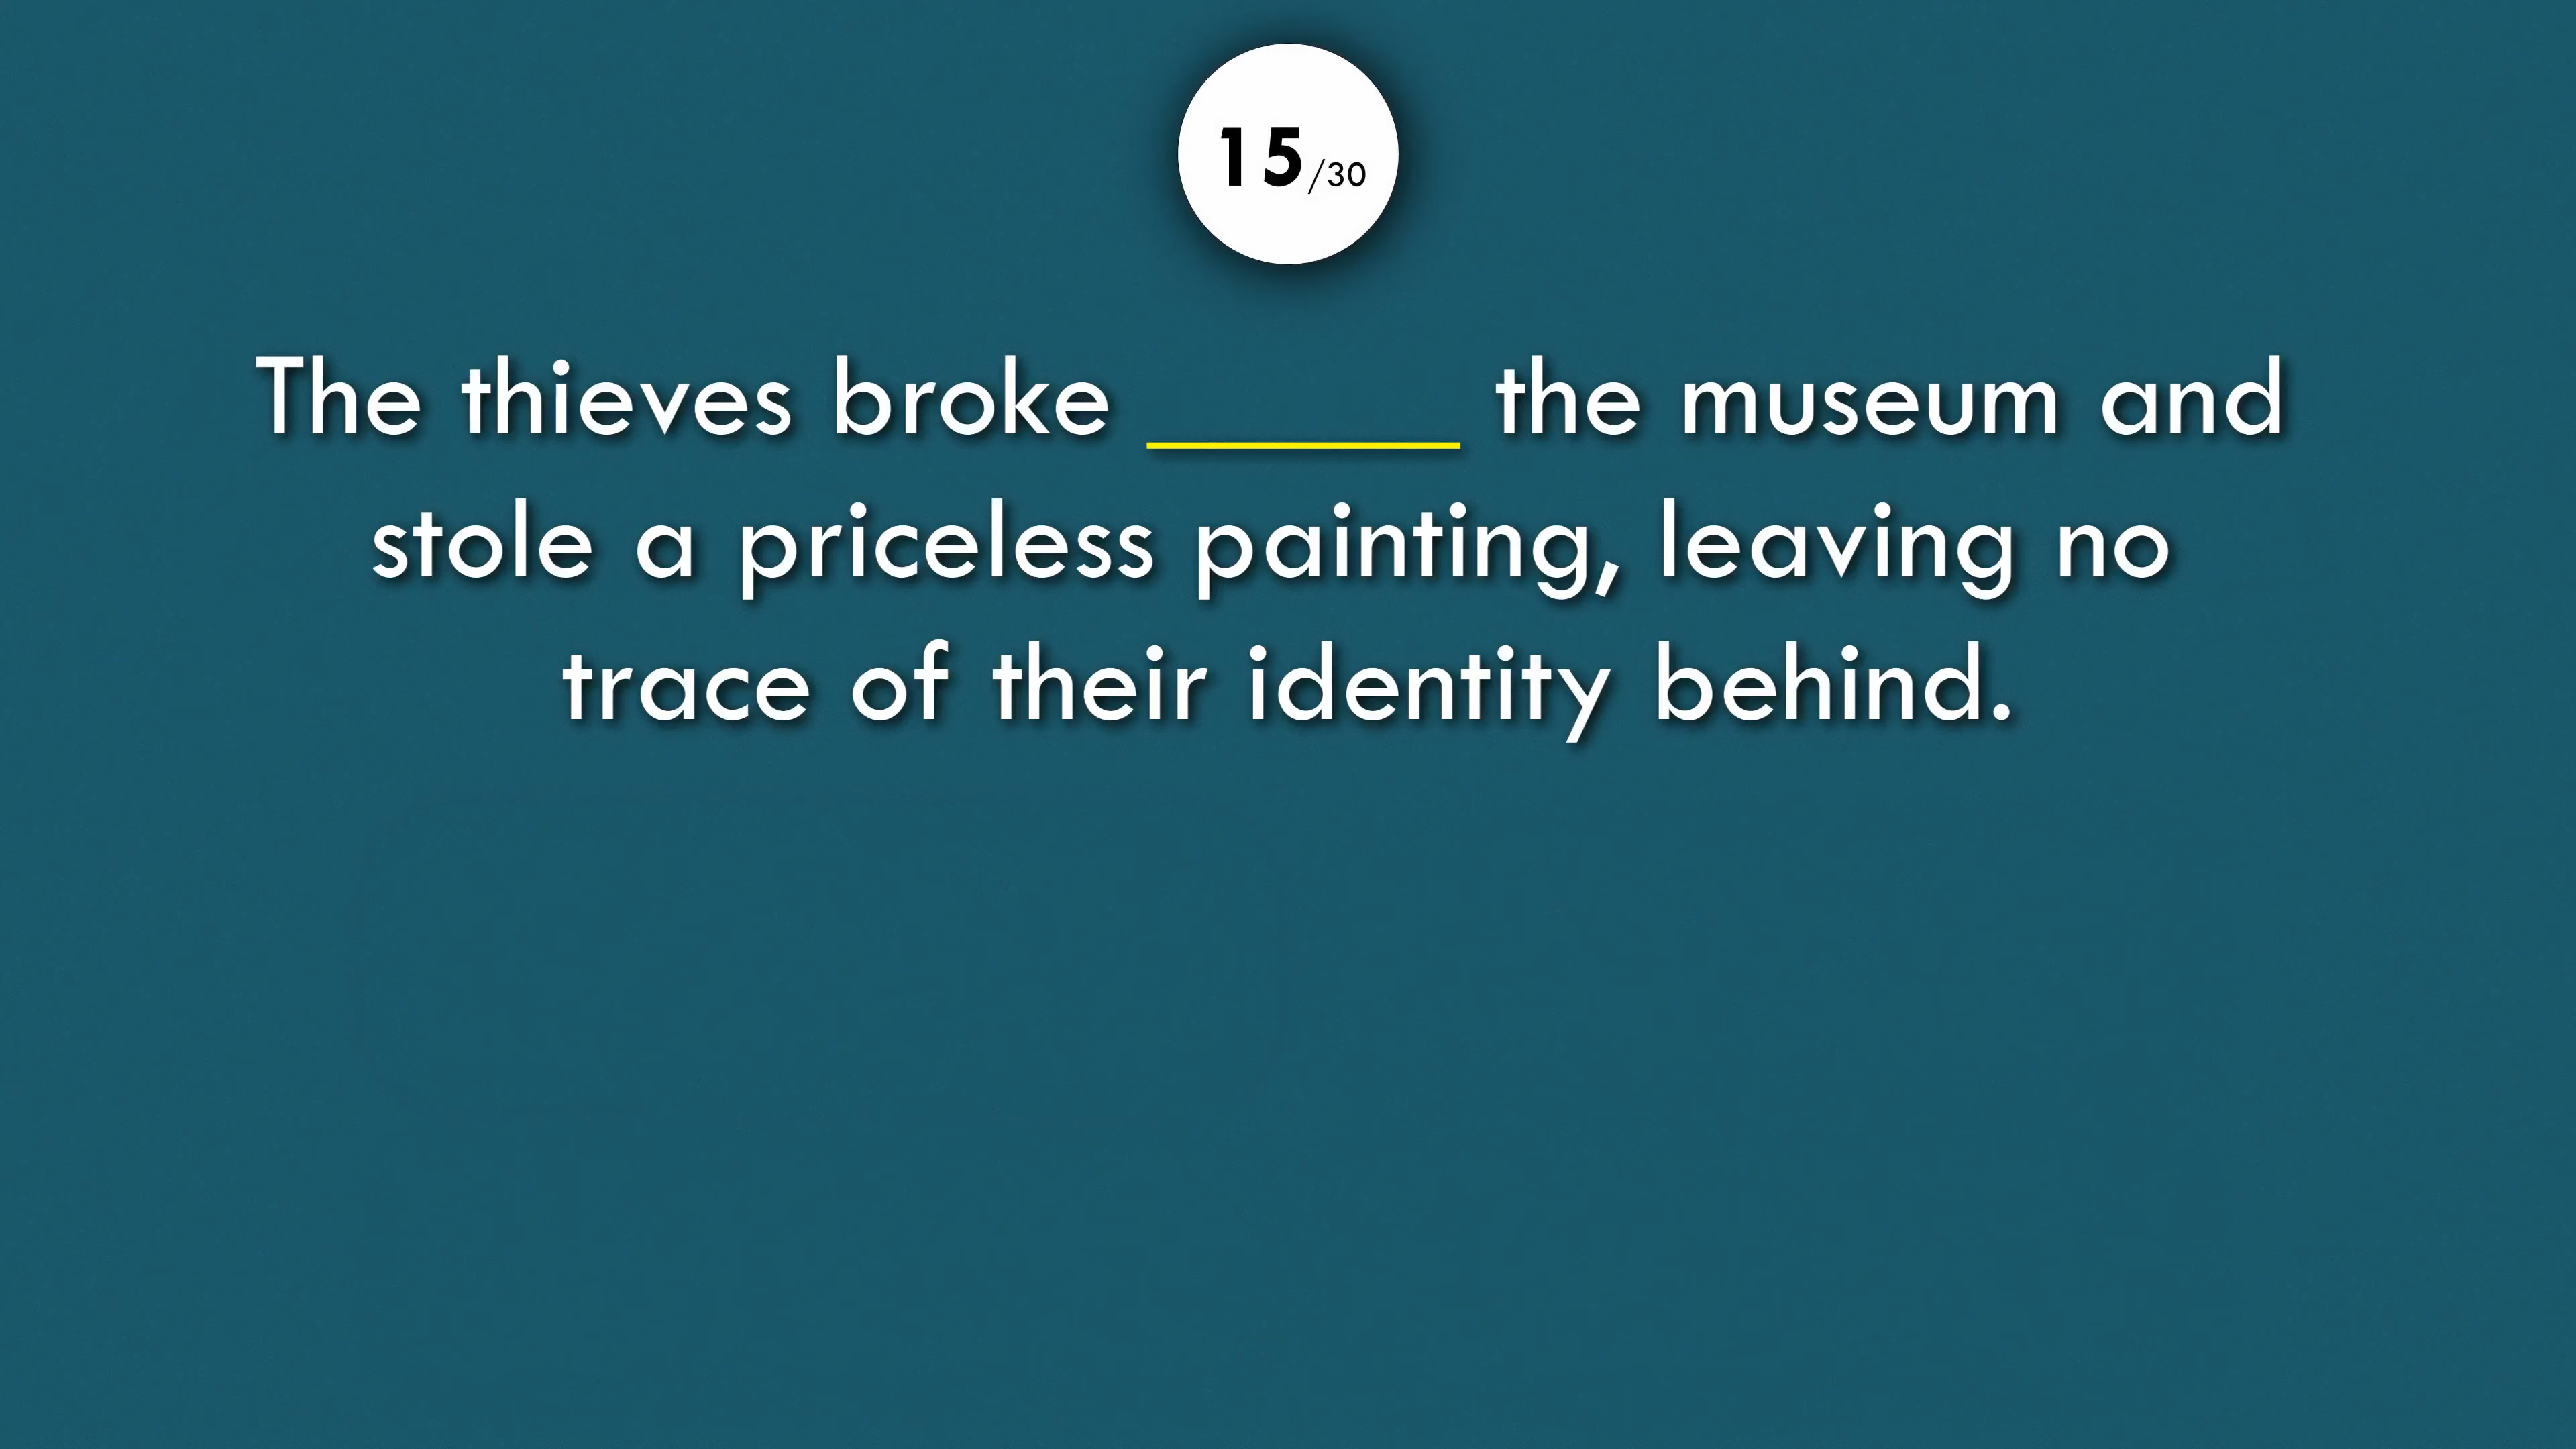 15/30
The thieves broke ______ the museum and
stole a priceless painting, leaving no
trace of their identity behind.